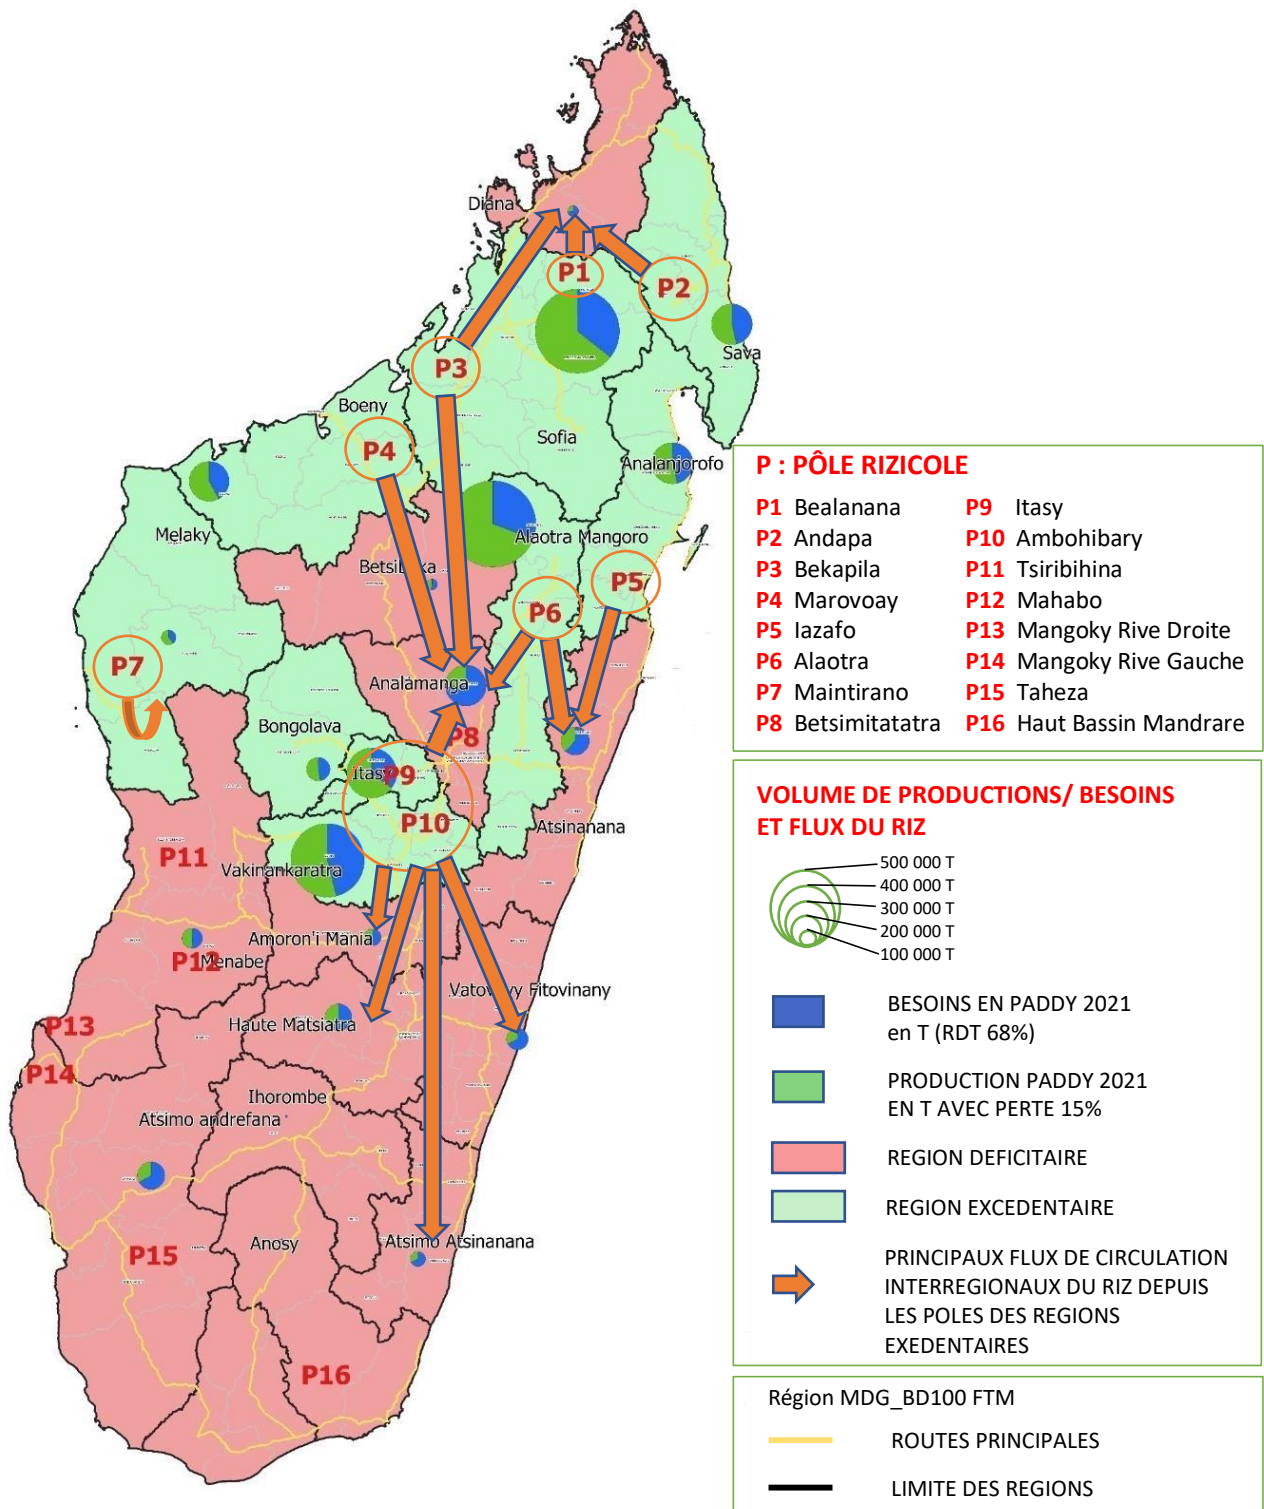 Diana
P1
P2
Sava
P3
Boeny
P4
Sofia
Analanjorofo
Melaky
Alaotra Mangoro
Betsiboka
P5
P6
P7
Analamanga
Bongolava
P8
Itasy
P9
P10
Atsinanana
P11
Vakinankaratra
Amoron'i Mania
P12
Menabe
Vatovavy Fitovinany
P13
Haute Matsiatra
P14
Ihorombe
Atsimo andrefana
Anosy
Atsimo Atsinanana
P15
P16
P : PÔLE RIZICOLE
P1 Bealanana
P2 Andapa
P3 Bekapila
P4 Marovoay
P5 Iazafo
P6 Alaotra
P7 Maintirano
P8 Betsimitatatra
P9 Itasy
P10 Ambohibary
P11 Tsiribihina
P12 Mahabo
P13 Mangoky Rive Droite
P14 Mangoky Rive Gauche
P15 Taheza
P16 Haut Bassin Mandrare
VOLUME DE PRODUCTIONS/ BESOINS
ET FLUX DU RIZ
500 000 T
400 000 T
300 000 T
200 000 T
100 000 T
BESOINS EN PADDY 2021
en T (RDT 68%)
PRODUCTION PADDY 2021
EN T AVEC PERTE 15%
REGION DEFICITAIRE
REGION EXCÉDENTAIRE
PRINCIPAUX FLUX DE CIRCULATION
INTERREGIONAUX DU RIZ DEPUIS
LES POLES DES REGIONS
EXÉDENTAIRES
Région MDG_BD100 FTM
ROUTES PRINCIPALES
LIMITE DES REGIONS